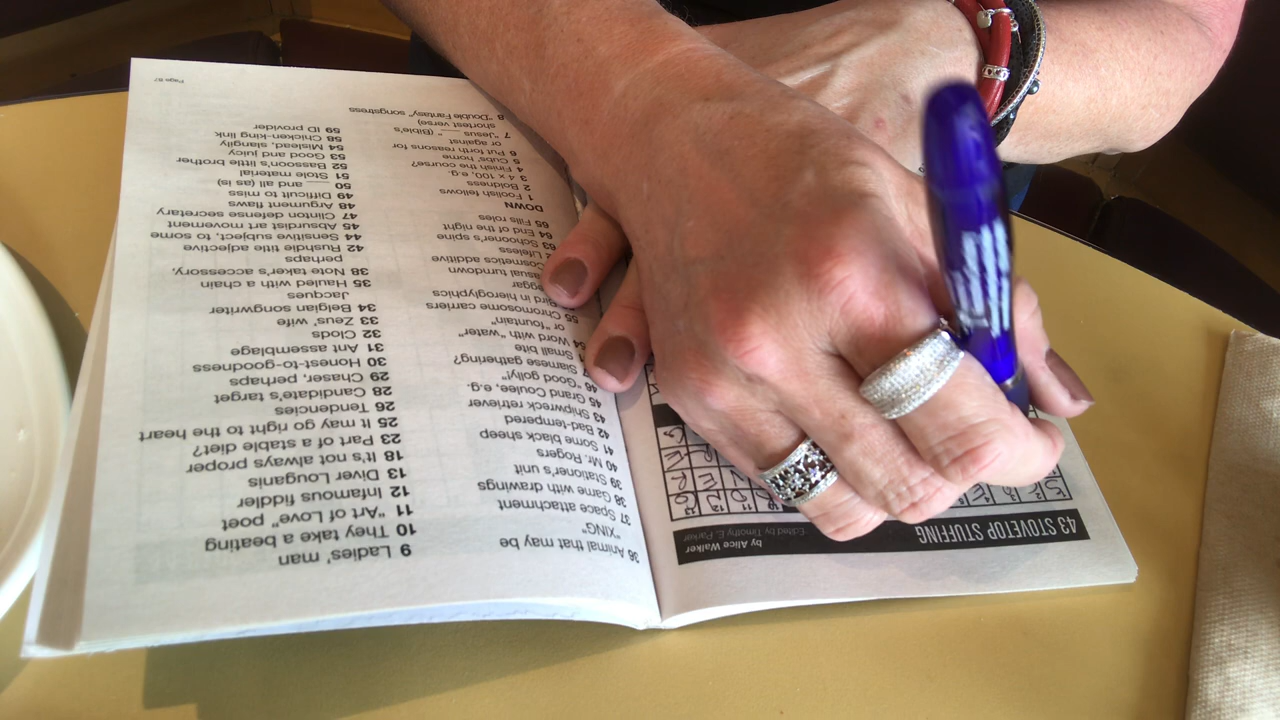 36 Animal that may be
"XING"
37 Space attachment
38 Game with drawings
39 Stationer's unit
40 Mr. Rogers
41 Some black sheep
42 Bad-tempered
43 Shipwreck retriever
45 "Grand Coulee, e.g.
46 "Good golly!"
Siamese gathering?
Small bite
Word with "water"
or "fountain"
55 Chromosome carriers
Bird in hieroglyphics
asual turndown
Cosmetics additives
Lifeless
63 Schooner's spine
64 End of the night
65 Fills roles
DOWN
1 Foolish fellows
2 Boldness
3 4 × 100, e.g.
4 Finish the course?
5 Cubs' home
6 Put forth reasons for
or against
7 "Jesus ___" (Bible's
shortest verse)
8 "Double Fantasy" songstress
9 Ladies' man
10 They take a beating
11 "Art of Love" poet
12 Infamous fiddler
13 Diver Louganis
18 It's not always proper
23 Part of a stable diet?
25 It may go right to the heart
26 Tendencies
28 Candidate's target
29 Chaser, perhaps
30 Honest-to-goodness
31 Ant assemblage
32 Clods
33 Zeus' wife
34 Belgian songwriter
Jacques
35 Hauled with a chain
38 Note taker's accessory,
perhaps
42 Rushdie title adjective
44 Sensitive subject, to some
45 Absurdist art movement
47 Clinton defense secretary
48 Argument flaws
49 Difficult to miss
50 ___ and all (as is)
51 Stole material
52 Bassoon's little brother
53 Good and juicy
54 Mislead, slangily
58 Chicken-king link
59 ID provider
Page 87
43 STOVETOP STUFFING
by Alice Walker
Edited by Timothy E. Parker